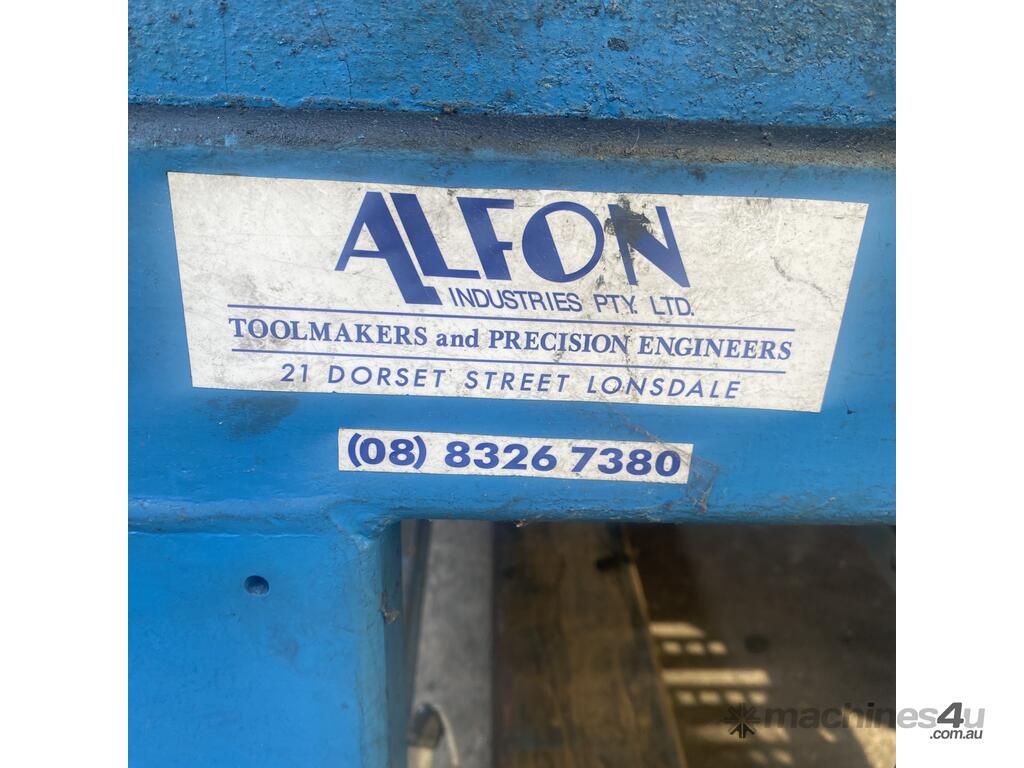 ALFON
INDUSTRIES PTY. LTD.
TOOLMAKERS and PRECISION ENGINEERS
21 DORSET STREET LONSDALE
(08) 8326 7380
machines4u
.com.au